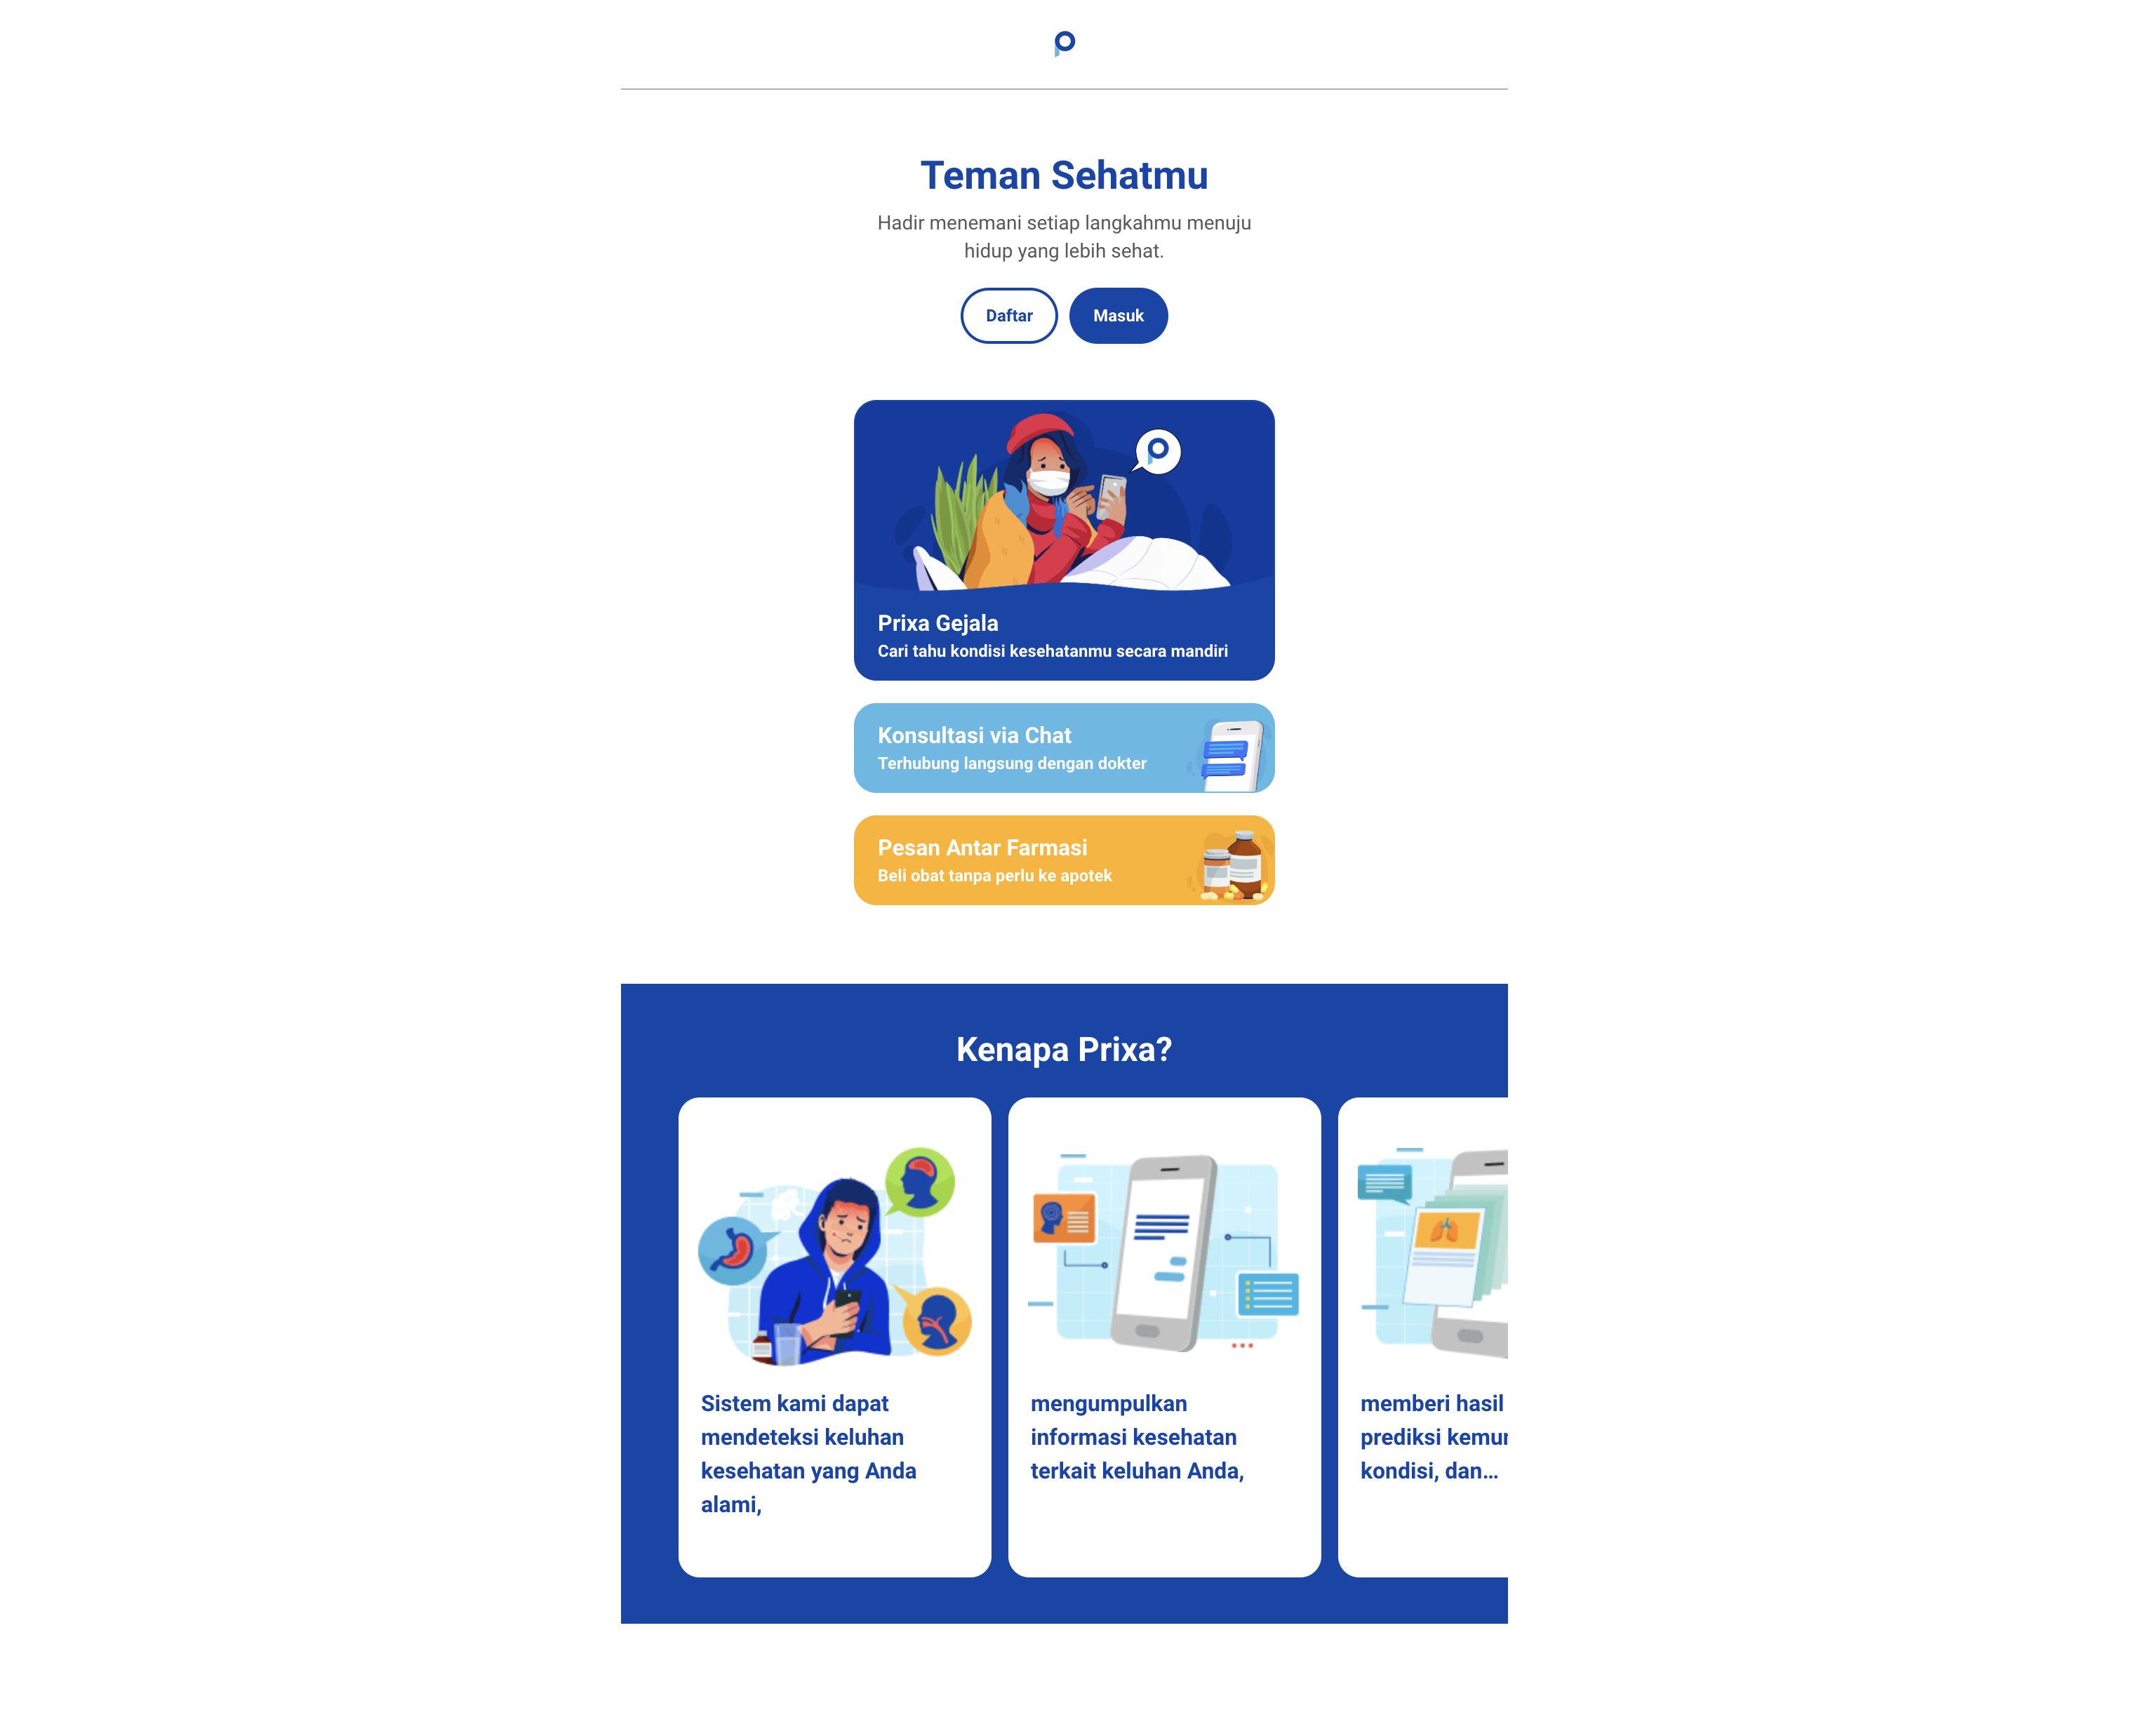 Teman Sehatmu
Hadir menemani setiap langkahmu menuju
hidup yang lebih sehat.
Daftar
Masuk
Prixa Gejala
Cari tahu kondisi kesehatanmu secara mandiri
Konsultasi via Chat
Terhubung langsung dengan dokter
Pesan Antar Farmasi
Beli obat tanpa perlu ke apotek
Kenapa Prixa?
Sistem kami dapat
mendeteksi keluhan
kesehatan yang Anda
alami,
mengumpulkan
informasi kesehatan
terkait keluhan Anda,
memberi hasil
prediksi
kondisi, dan...